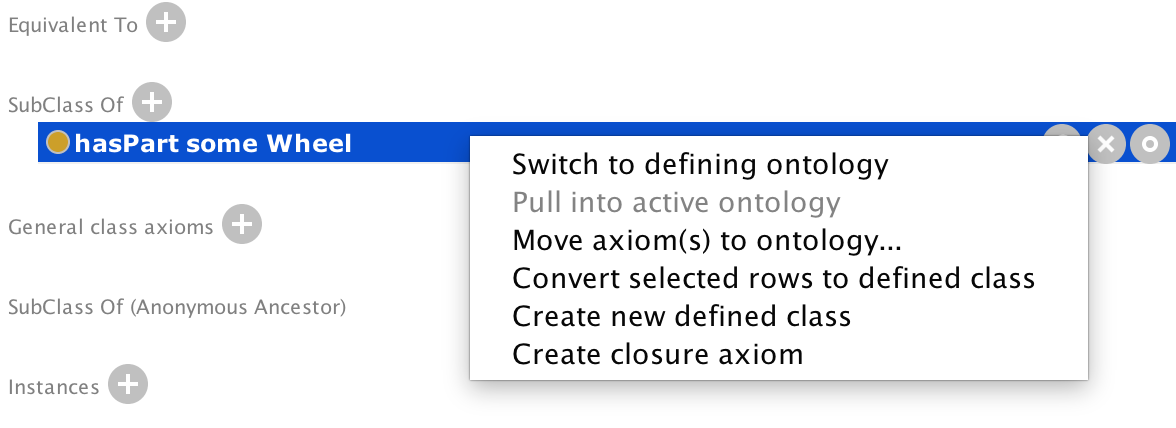 Equivalent To
SubClass Of
hasPart some Wheel
Switch to defining ontology
Pull into active ontology
Move axiom(s) to ontology...
Convert selected rows to defined class
Create new defined class
Create closure axiom
General class axioms
SubClass Of (Anonymous Ancestor)
Instances